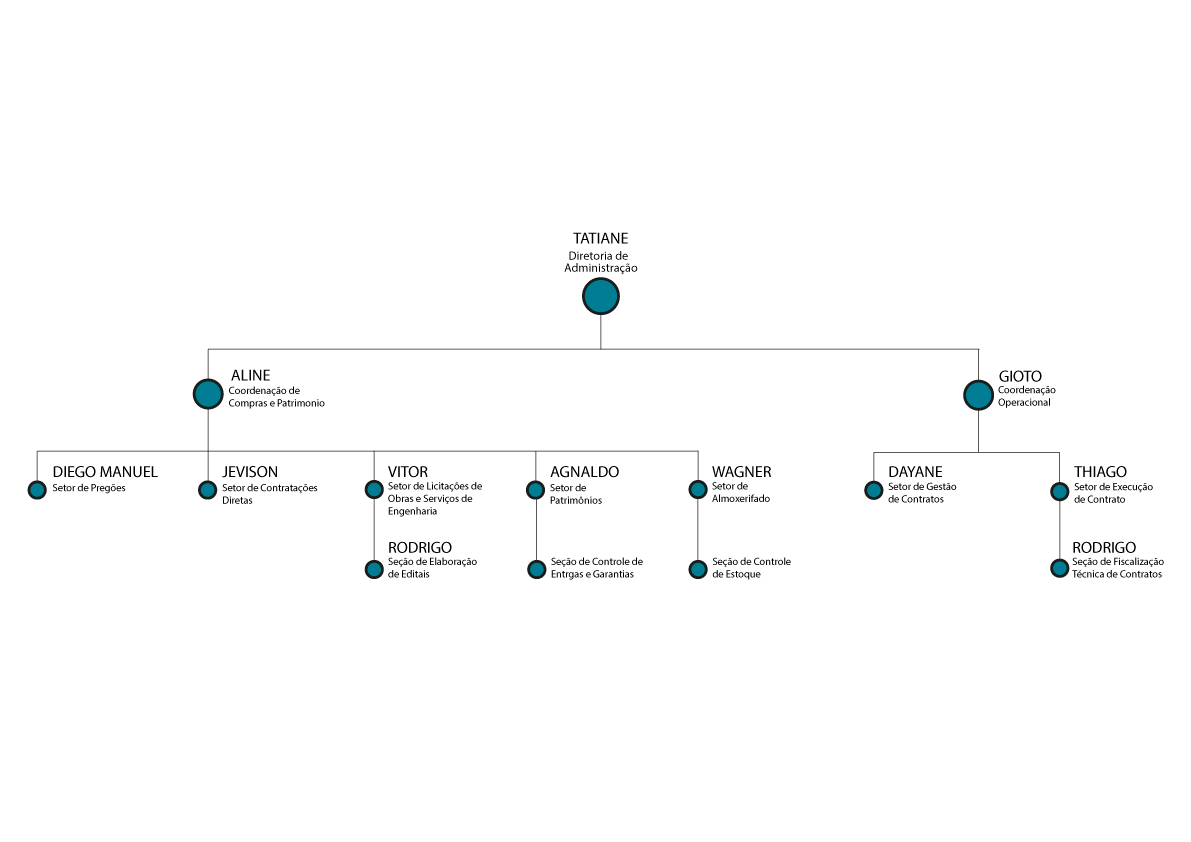 TATIANE
Diretoria de
Administração
ALINE
Coordenação de
Compras e Patrimonio
GIOTO
Coordenação
Operacional
DIEGO MANUEL
Setor de Pregões
JEVISON
Setor de Contratações
Diretas
VITOR
Setor de Licitações de
Obras e Serviços de
Engenharia
AGNALDO
Setor de
Patrimônios
WAGNER
Setor de
Almoxerifado
DAYANE
Setor de Gestão
de Contratos
THIAGO
Setor de Execução
de Contrato
RODRIGO
Seção de Elaboração
de Editais
Seção de Controle de
Entrgas e Garantias
Seção de Controle
de Estoque
RODRIGO
Seção de Fiscalização
Técnica de Contratos